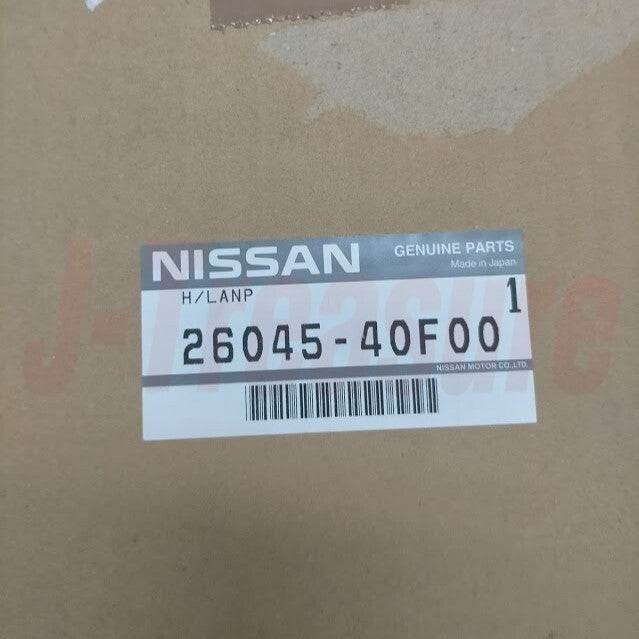 NISSAN GENUINE PARTS
Made in Japan
H/LANP 1
26045-40F00
NISSAN MOTOR CO.,LTD.
J-Treasure